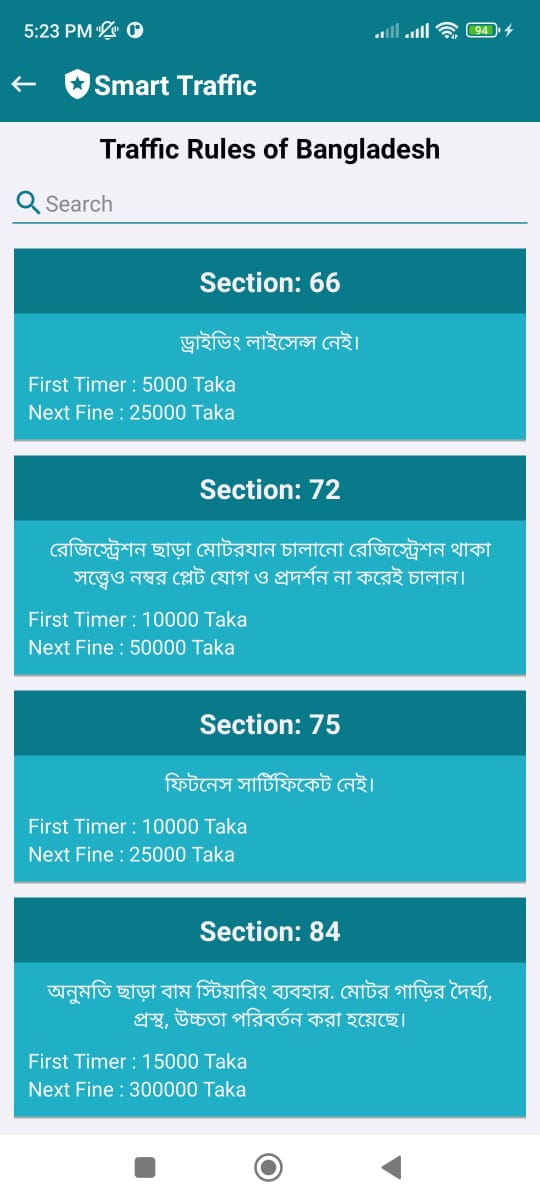 5:23 PM
94
Smart Traffic
Traffic Rules of Bangladesh
Search
Section: 66
ড্রাইভিং লাইসেন্স নেই।
First Timer : 5000 Taka
Next Fine : 25000 Taka
Section: 72
রেজিস্ট্রেশন ছাড়া মোটরযান চালানো রেজিস্ট্রেশন থাকা
সত্ত্বেও নম্বর প্লেট যোগ ও প্রদর্শন না করেই চালান।
First Timer : 10000 Taka
Next Fine : 50000 Taka
Section: 75
ফিটনেস সার্টিফিকেট নেই।
First Timer : 10000 Taka
Next Fine : 25000 Taka
Section: 84
অনুমতি ছাড়া বাম স্টিয়ারিং ব্যবহার. মোটর গাড়ির দৈর্ঘ্য,
প্রস্থ, উচ্চতা পরিবর্তন করা হয়েছে।
First Timer : 15000 Taka
Next Fine : 300000 Taka